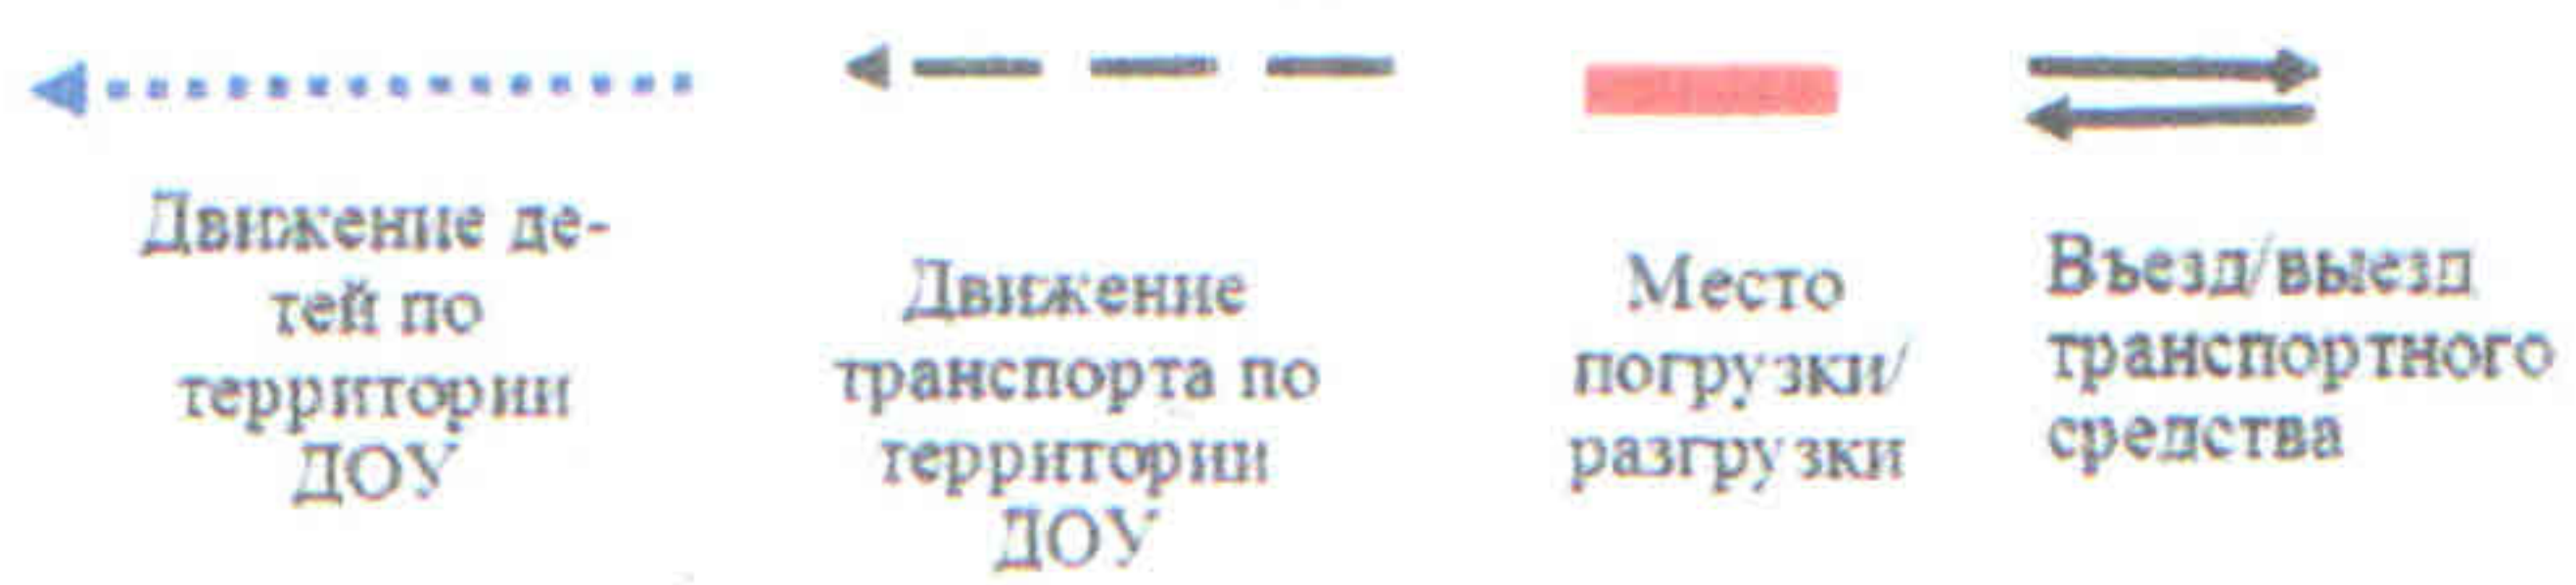 Движение де-
тей по
территории
ДОУ
Движение
транспорта по
территории
ДОУ
Место
погрузки/
разгрузки
Въезд/выезд
транспортного
средства